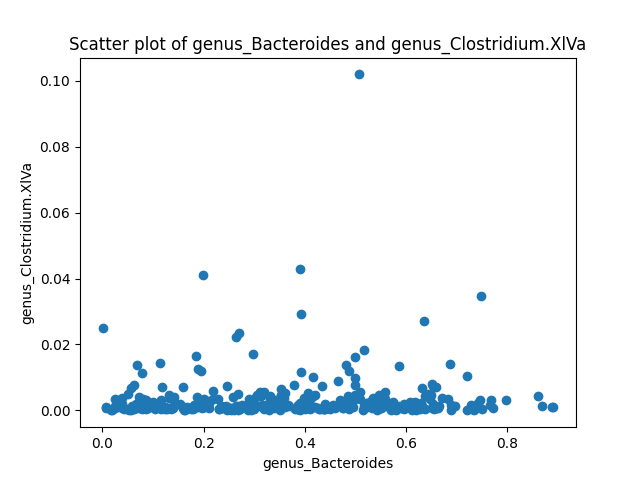 Scatter plot of genus_Bacteroides and genus_Clostridium.XlVa
0.10
0.08
0.06
0.04
0.02
0.00
genus_Clostridium.XlVa
0.0 0.2 0.4 0.6 0.8
genus_Bacteroides